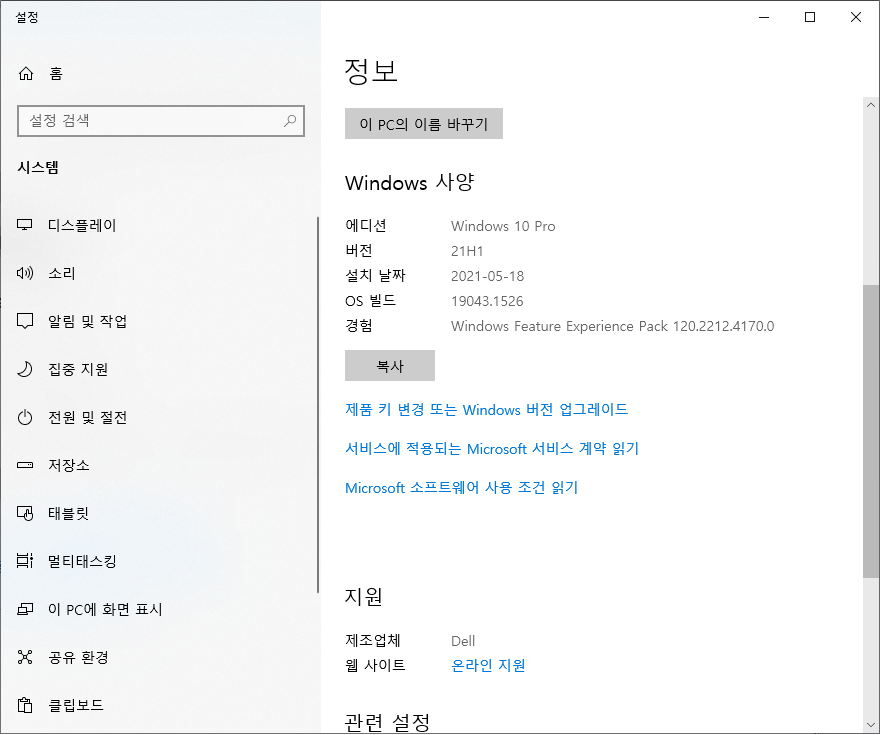 설정
홈
설정 검색
시스템
디스플레이
소리
알림 및 작업
집중 지원
전원 및 절전
저장소
태블릿
멀티태스킹
이 PC에 화면 표시
공유 환경
클립보드
정보
이 PC의 이름 바꾸기
Windows 사양
에디션 Windows 10 Pro
버전 21H1
설치 날짜 2021-05-18
OS 빌드 19043.1526
경험 Windows Feature Experience Pack 120.2212.4170.0
복사
제품 키 변경 또는 Windows 버전 업그레이드
서비스에 적용되는 Microsoft 서비스 계약 읽기
Microsoft 소프트웨어 사용 조건 읽기
지원
제조업체 Dell
웹 사이트 온라인 지원
관련 설정